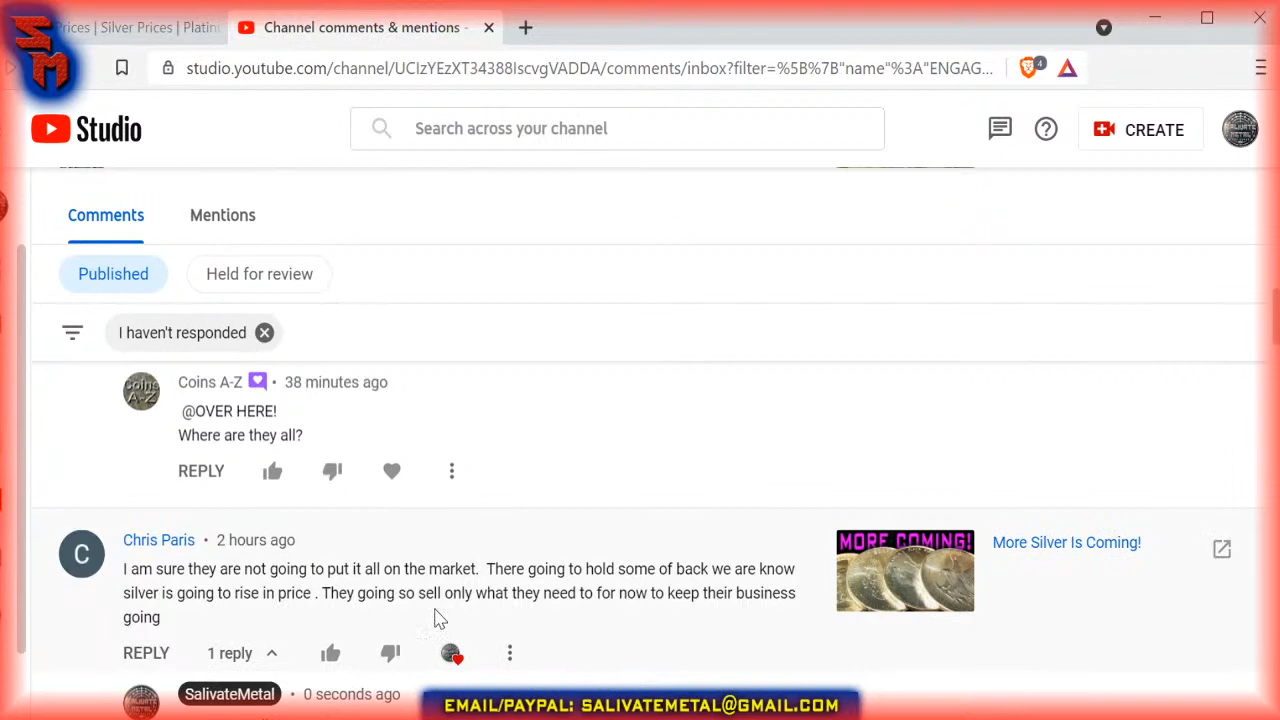 SM
Prices | Silver Prices | Platin
Channel comments & mentions -
studio.youtube.com/channel/UCIzYEzXT34388IscvgVADDA/comments/inbox?filter=%5B%7B"name"%3A"ENGAG...
4
Studio
Search across your channel
CREATE
Comments
Mentions
Published
Held for review
I haven't responded
Coins A-Z
Coins A-Z • 38 minutes ago
@OVER HERE!
Where are they all?
REPLY
C
Chris Paris • 2 hours ago
I am sure they are not going to put it all on the market.  There going to hold some of back we are know
silver is going to rise in price . They going so sell only what they need to for now to keep their business
going
MORE COMING!
More Silver Is Coming!
REPLY
1 reply
SalivateMetal • 0 seconds ago
EMAIL/PAYPAL: SALIVATEMETAL@GMAIL.COM